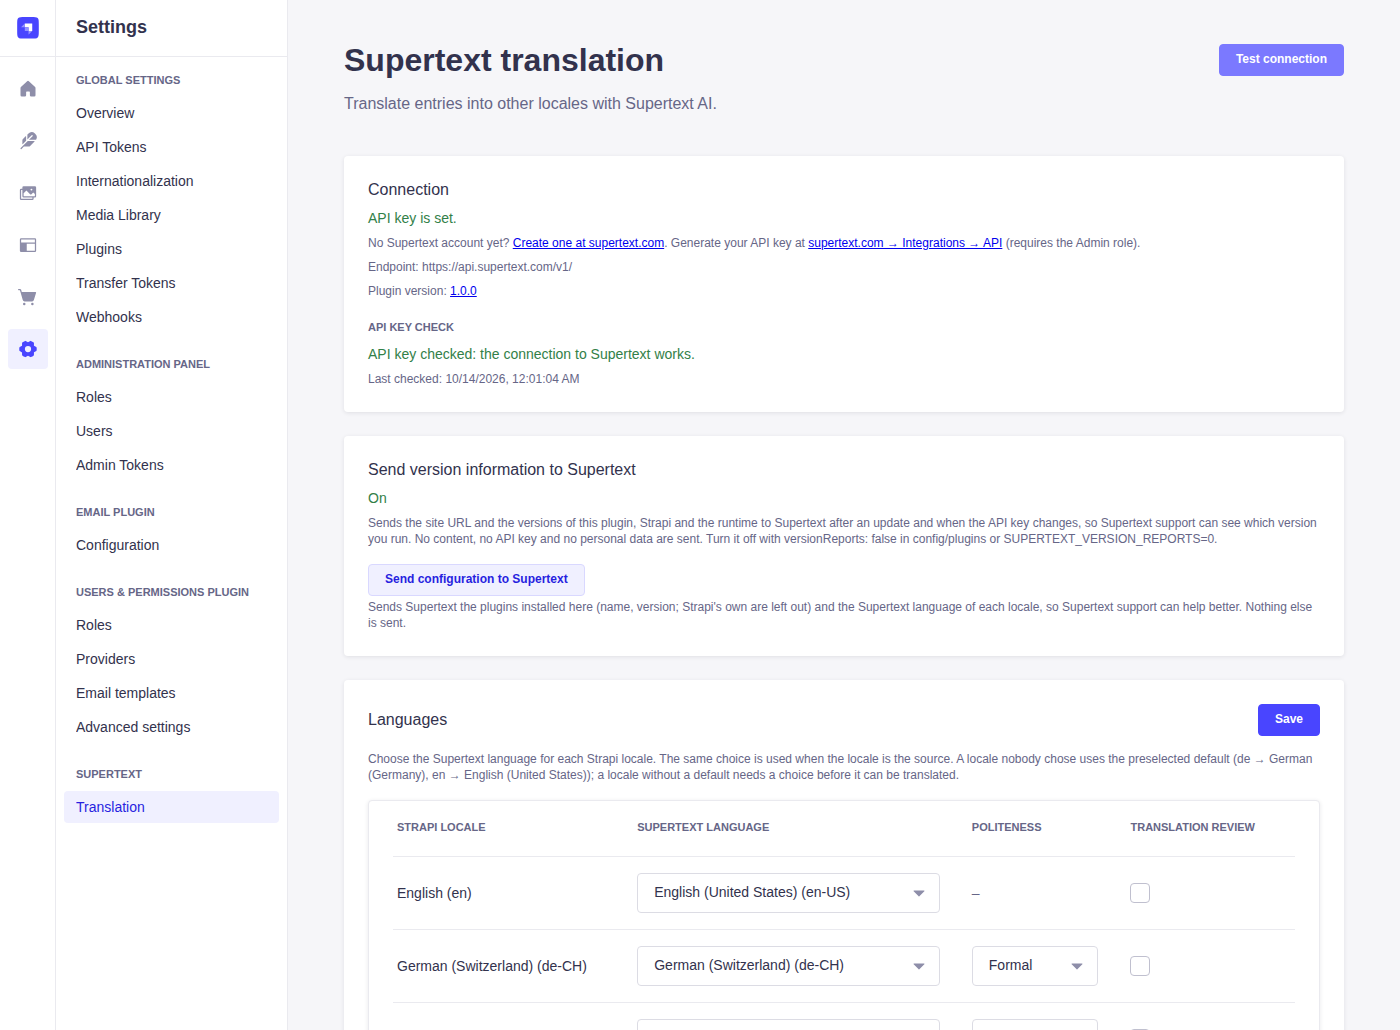 Settings
GLOBAL SETTINGS
Overview
API Tokens
Internationalization
Media Library
Plugins
Transfer Tokens
Webhooks
ADMINISTRATION PANEL
Roles
Users
Admin Tokens
EMAIL PLUGIN
Configuration
USERS & PERMISSIONS PLUGIN
Roles
Providers
Email templates
Advanced settings
SUPERTEXT
Translation
Supertext translation
Test connection
Translate entries into other locales with Supertext AI.
Connection
API key is set.
No Supertext account yet? Create one at supertext.com. Generate your API key at supertext.com → Integrations → API (requires the Admin role).
Endpoint: https://api.supertext.com/v1/
Plugin version: 1.0.0
API KEY CHECK
API key checked: the connection to Supertext works.
Last checked: 10/14/2026, 12:01:04 AM
Send version information to Supertext
On
Sends the site URL and the versions of this plugin, Strapi and the runtime to Supertext after an update and when the API key changes, so Supertext support can see which version
you run. No content, no API key and no personal data are sent. Turn it off with versionReports: false in config/plugins or SUPERTEXT_VERSION_REPORTS=0.
Send configuration to Supertext
Sends Supertext the plugins installed here (name, version; Strapi's own are left out) and the Supertext language of each locale, so Supertext support can help better. Nothing else
is sent.
Languages
Save
Choose the Supertext language for each Strapi locale. The same choice is used when the locale is the source. A locale nobody chose uses the preselected default (de → German
(Germany), en → English (United States)); a locale without a default needs a choice before it can be translated.
STRAPI LOCALE SUPERTEXT LANGUAGE POLITENESS TRANSLATION REVIEW
English (en) English (United States) (en-US) –
German (Switzerland) (de-CH) German (Switzerland) (de-CH) Formal